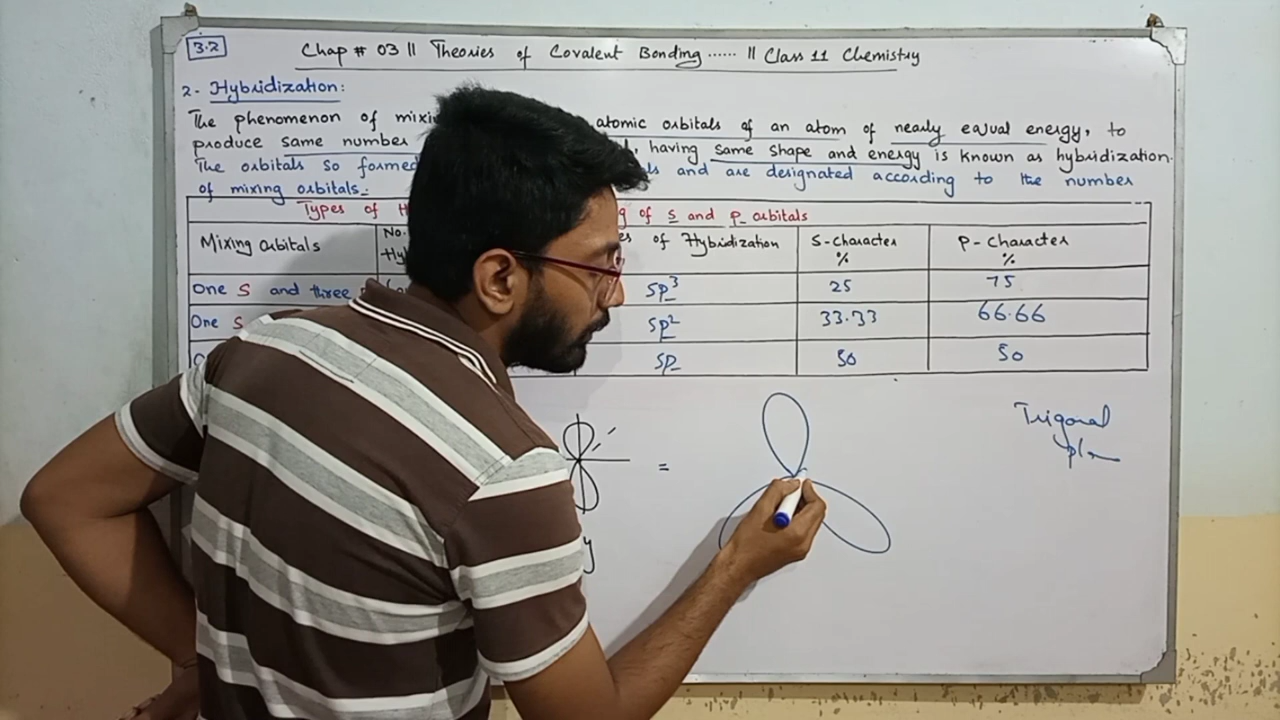 3.2
Chap # 03 || Theories of Covalent Bonding ...... || Class 11 Chemistry
2- Hybridization:
The phenomenon of atomic orbitals of an atom of nearly equal energy, to
produce same number having same shape and energy is known as hybridization.
The orbitals so formed and are designated according to the number
of mixing orbitals.
Types of of s and p orbitals
Mixing orbitals No. of Hybridization S-Character % P-Character %
One S and three sp3 25 75
One S sp2 33.33 66.66
sp 50 50
=
Trigonal
y